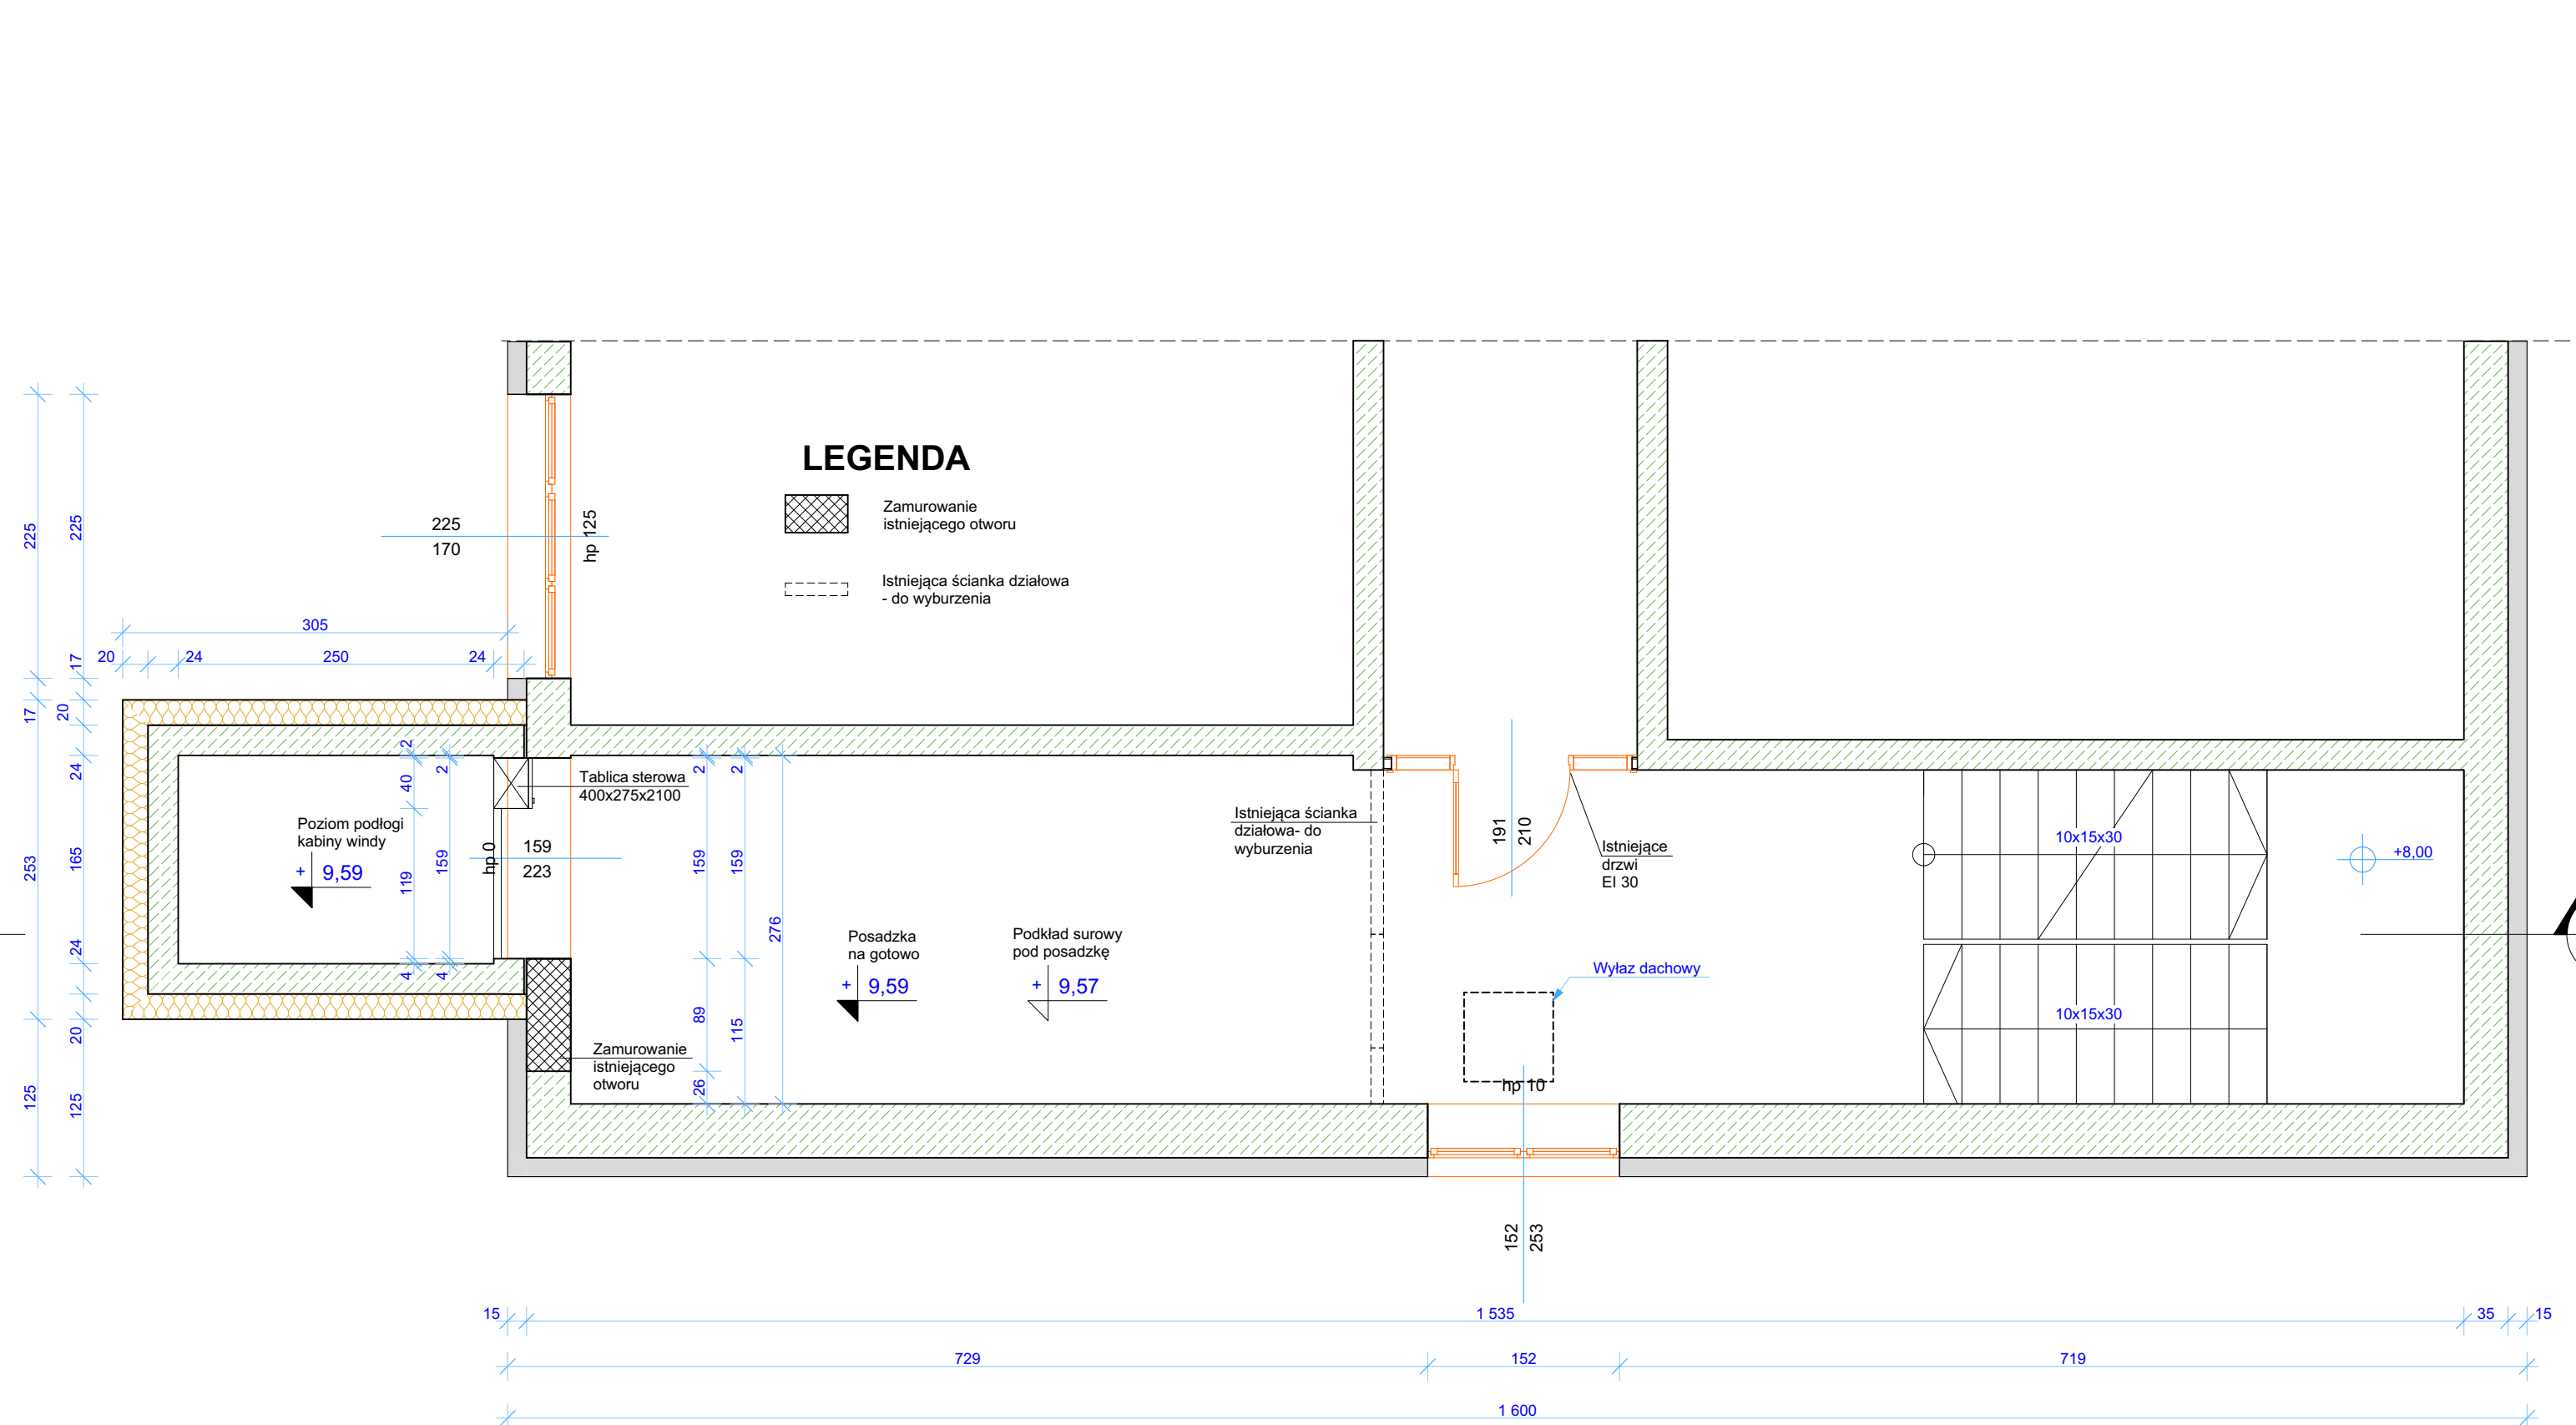 LEGENDA
Zamurowanie
istniejącego otworu
Istniejąca ścianka działowa
- do wyburzenia
225
170
hp 125
225
225
305
20
24
250
24
17
17
20
24
165
253
24
20
125
125
2
40
119
4
2
159
4
hp 0
159
223
Tablica sterowa
400x275x2100
Poziom podłogi
kabiny windy
+ 9,59
2
159
89
26
2
159
115
276
Zamurowanie
istniejącego
otworu
Posadzka
na gotowo
+ 9,59
Podkład surowy
pod posadzkę
+ 9,57
Istniejąca ścianka
działowa- do
wyburzenia
191
210
Istniejące
drzwi
EI 30
Wyłaz dachowy
hp 10
10x15x30
10x15x30
+8,00
152
253
15
1 535
35
15
729
152
719
1 600